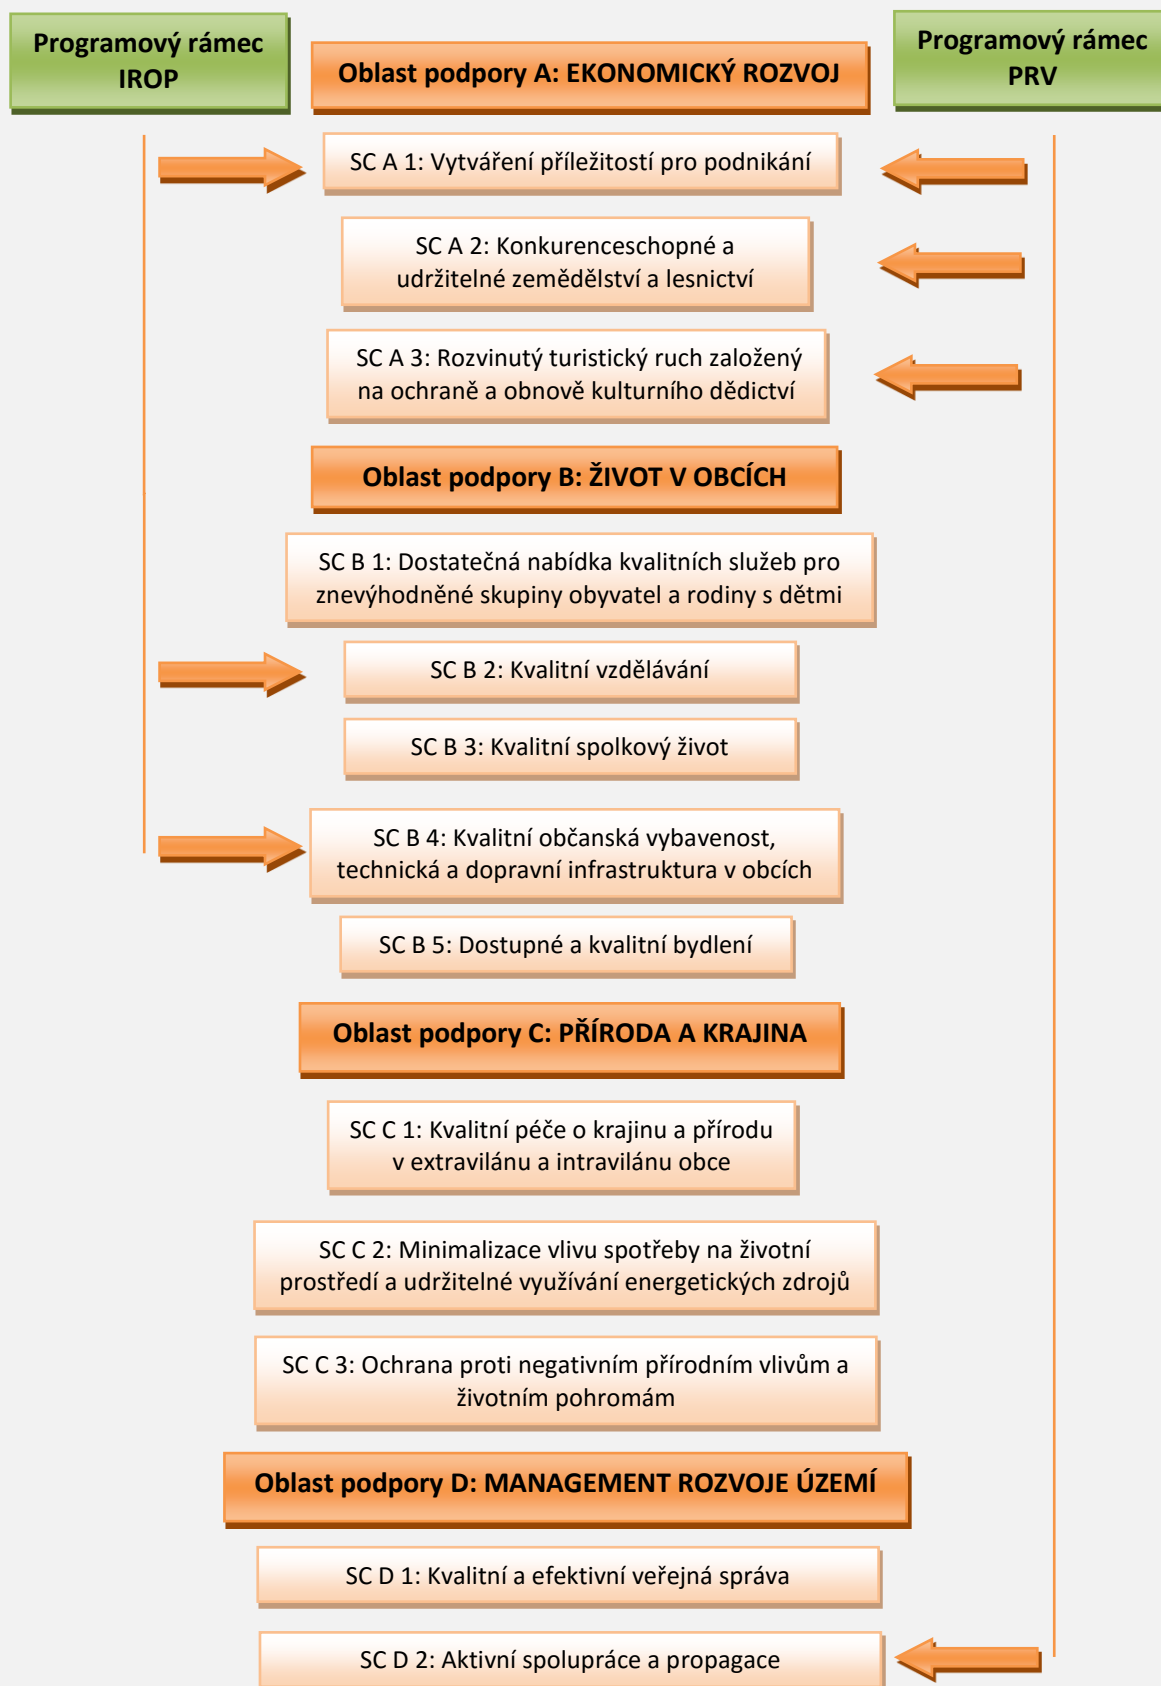 Programový rámec
IROP
Programový rámec
PRV
Oblast podpory A: EKONOMICKÝ ROZVOJ
SC A 1: Vytváření příležitostí pro podnikání
SC A 2: Konkurenceschopné a
udržitelné zemědělství a lesnictví
SC A 3: Rozvinutý turistický ruch založený
na ochraně a obnově kulturního dědictví
Oblast podpory B: ŽIVOT V OBCÍCH
SC B 1: Dostatečná nabídka kvalitních služeb pro
znevýhodněné skupiny obyvatel a rodiny s dětmi
SC B 2: Kvalitní vzdělávání
SC B 3: Kvalitní spolkový život
SC B 4: Kvalitní občanská vybavenost,
technická a dopravní infrastruktura v obcích
SC B 5: Dostupné a kvalitní bydlení
Oblast podpory C: PŘÍRODA A KRAJINA
SC C 1: Kvalitní péče o krajinu a přírodu
v extravilánu a intravilánu obce
SC C 2: Minimalizace vlivu spotřeby na životní
prostředí a udržitelné využívání energetických zdrojů
SC C 3: Ochrana proti negativním přírodním vlivům a
životním pohromám
Oblast podpory D: MANAGEMENT ROZVOJE ÚZEMÍ
SC D 1: Kvalitní a efektivní veřejná správa
SC D 2: Aktivní spolupráce a propagace